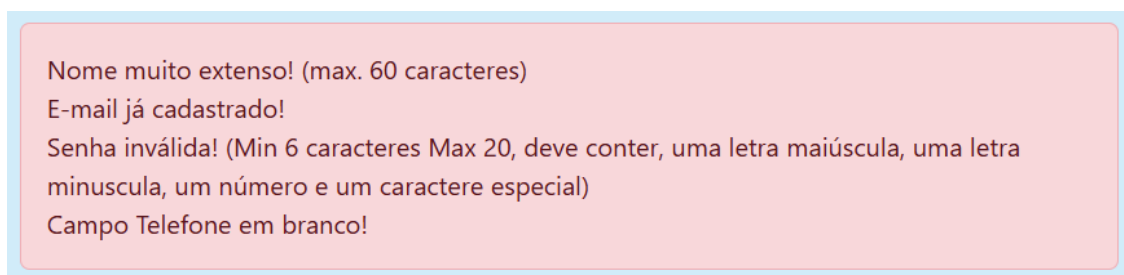 Nome muito extenso! (max. 60 caracteres)
E-mail já cadastrado!
Senha inválida! (Min 6 caracteres Max 20, deve conter, uma letra maiúscula, uma letra
minuscula, um número e um caractere especial)
Campo Telefone em branco!